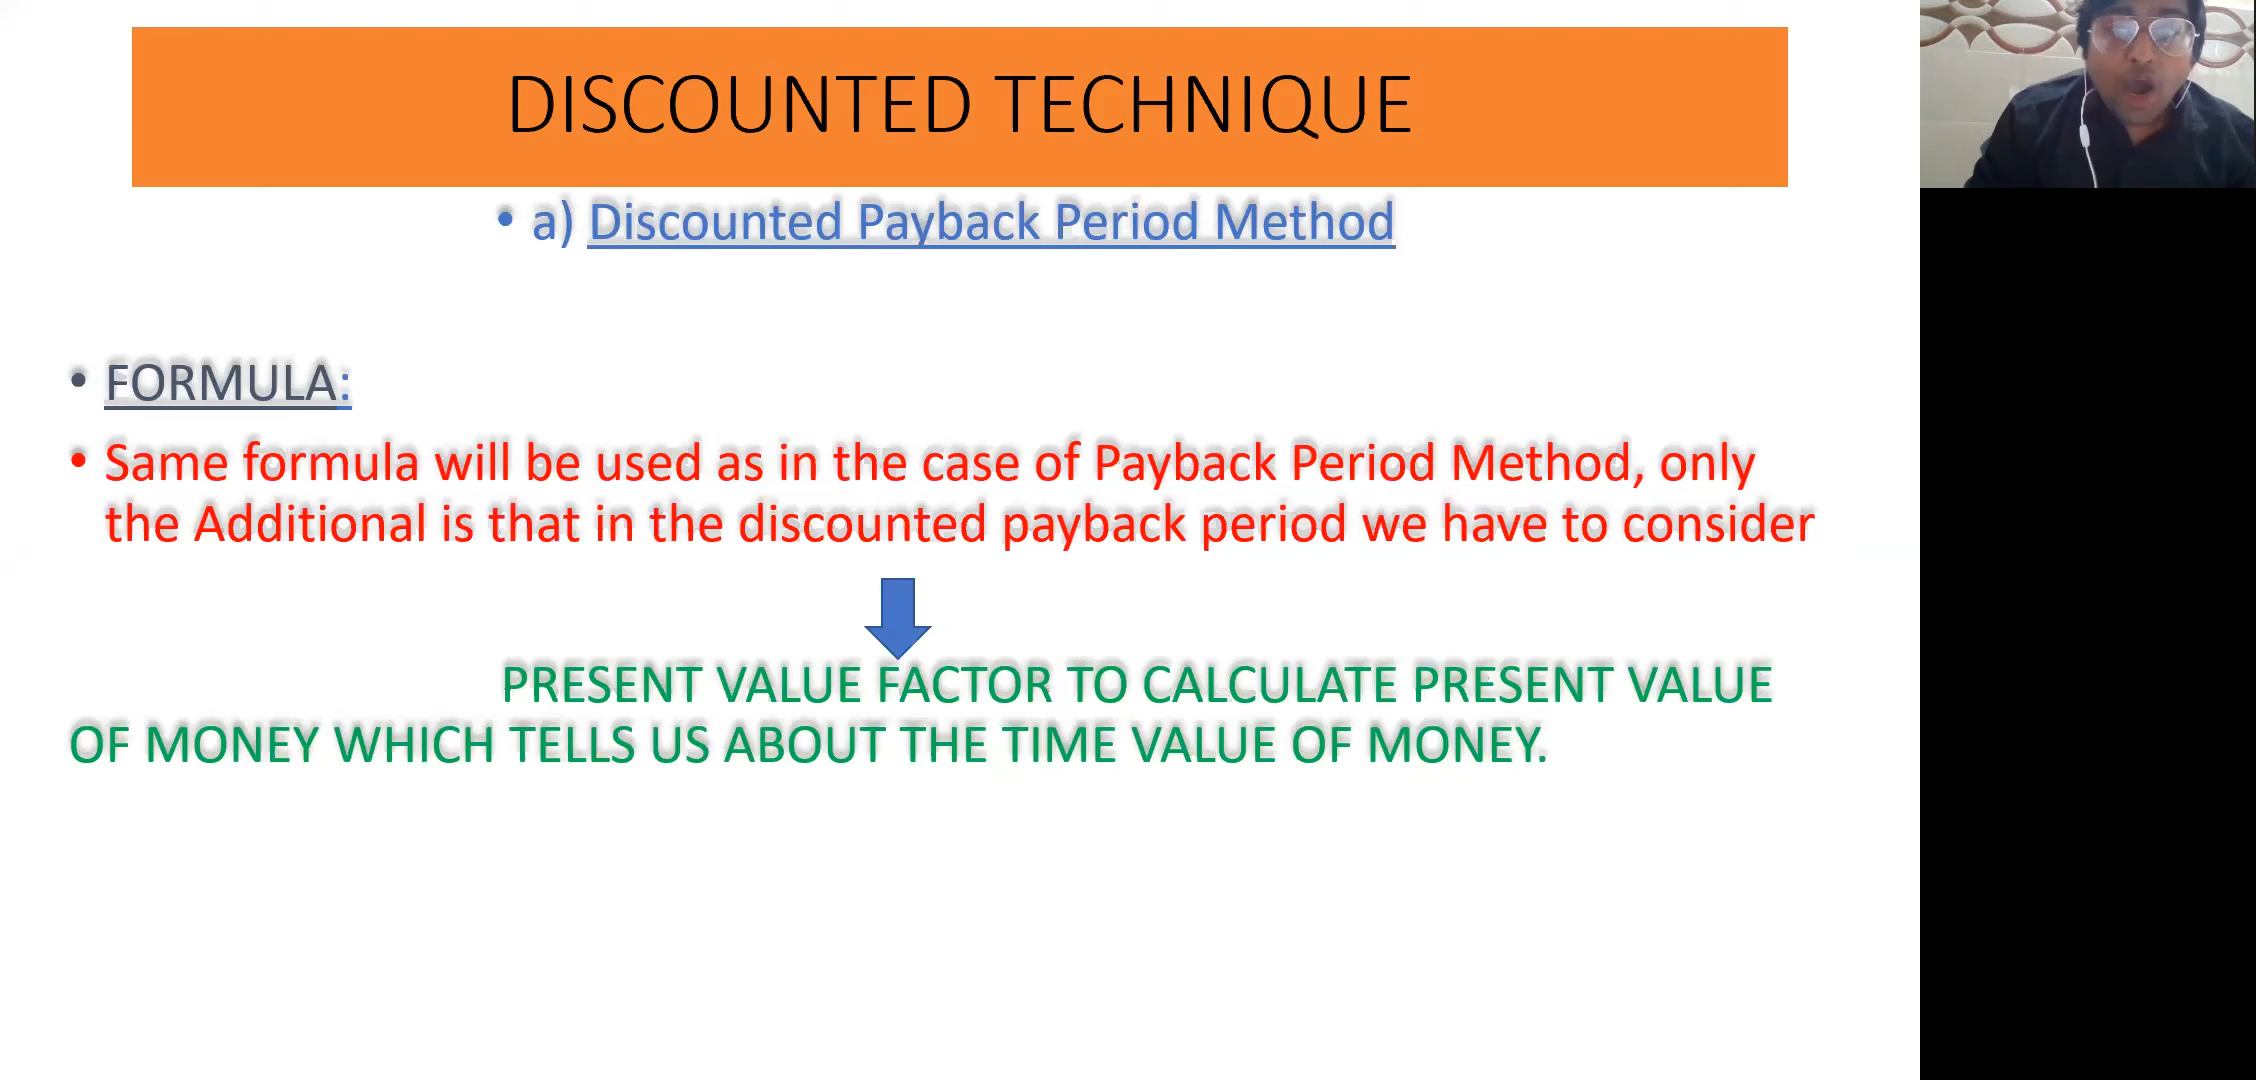 DISCOUNTED TECHNIQUE
• a) Discounted Payback Period Method
• FORMULA:
• Same formula will be used as in the case of Payback Period Method, only
the Additional is that in the discounted payback period we have to consider
PRESENT VALUE FACTOR TO CALCULATE PRESENT VALUE
OF MONEY WHICH TELLS US ABOUT THE TIME VALUE OF MONEY.